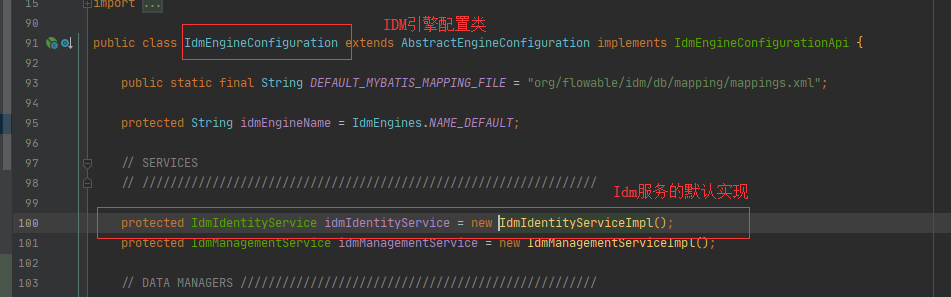 15
import ...
90
IDM引擎配置类
91 public class IdmEngineConfiguration extends AbstractEngineConfiguration implements IdmEngineConfigurationApi {
92
93 public static final String DEFAULT_MYBATIS_MAPPING_FILE = "org/flowable/idm/db/mapping/mappings.xml";
94
95 protected String idmEngineName = IdmEngines.NAME_DEFAULT;
96
97 // SERVICES
98 // /////////////////////////////////////////////////////////////////
Idm服务的默认实现
99
100 protected IdmIdentityService idmIdentityService = new IdmIdentityServiceImpl();
101 protected IdmManagementService idmManagementService = new IdmManagementServiceImpl();
102
103 // DATA MANAGERS ///////////////////////////////////////////////////